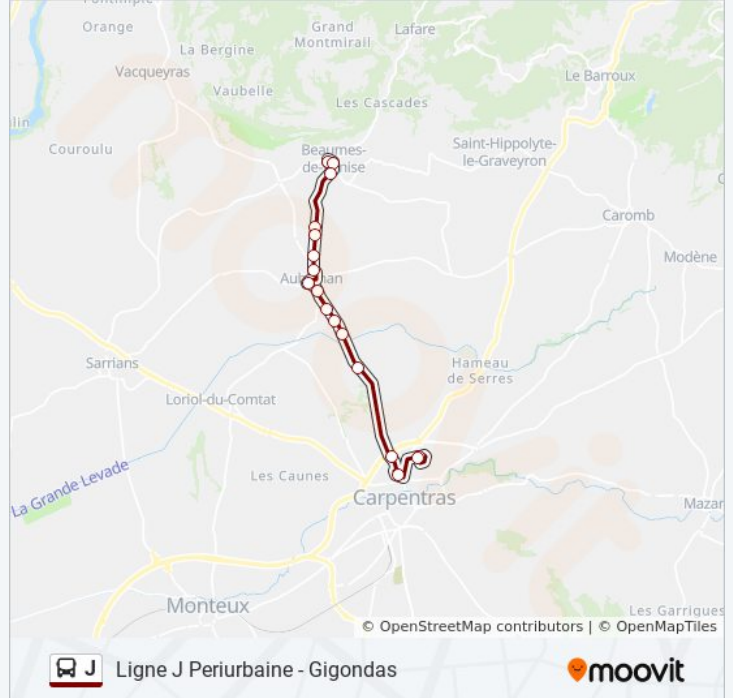 Orange
Grand
Montmirail
Lafare
La Bergine
Vacqueyras
Le Barroux
Vaubelle
Les Cascades
Couroulu
Beaumes-
de-Venise
Saint-Hippolyte-
le-Graveyron
Caromb
Modène
Aubignan
Sarrians
Hameau
de Serres
Loriol-du-Comtat
La Grande Levade
Les Caunes
Carpentras
Mazan
Monteux
Les Garrigues
© OpenStreetMap contributors | © OpenMapTiles
J Ligne J Periurbaine - Gigondas
moovit